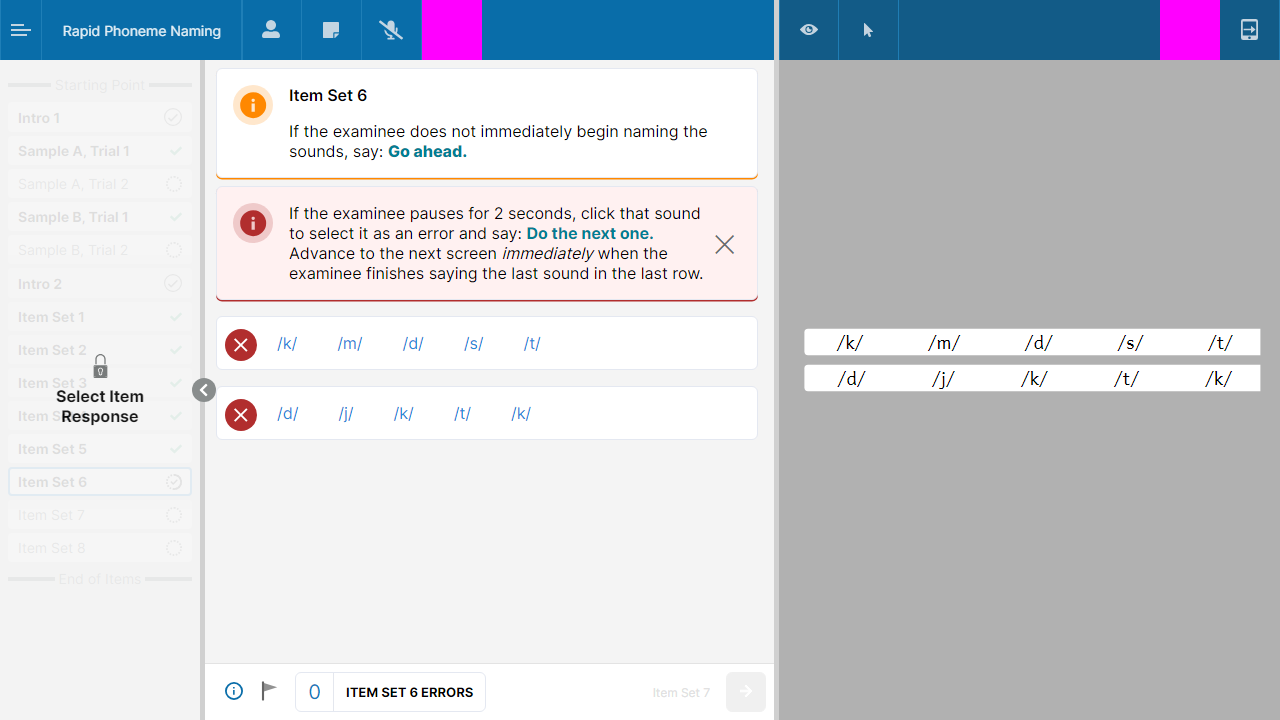 Rapid Phoneme Naming
Starting Point
Intro 1
Sample A, Trial 1
Sample A, Trial 2
Sample B, Trial 1
Sample B, Trial 2
Intro 2
Item Set 1
Item Set 2
Item Set 3
Select Item
Response
Item Set 5
Item Set 6
Item Set 7
Item Set 8
End of Items
Item Set 6
If the examinee does not immediately begin naming the
sounds, say: Go ahead.
If the examinee pauses for 2 seconds, click that sound
to select it as an error and say: Do the next one.
Advance to the next screen immediately when the
examinee finishes saying the last sound in the last row.
/k/ /m/ /d/ /s/ /t/
/d/ /j/ /k/ /t/ /k/
0 ITEM SET 6 ERRORS
Item Set 7
/k/ /m/ /d/ /s/ /t/
/d/ /j/ /k/ /t/ /k/